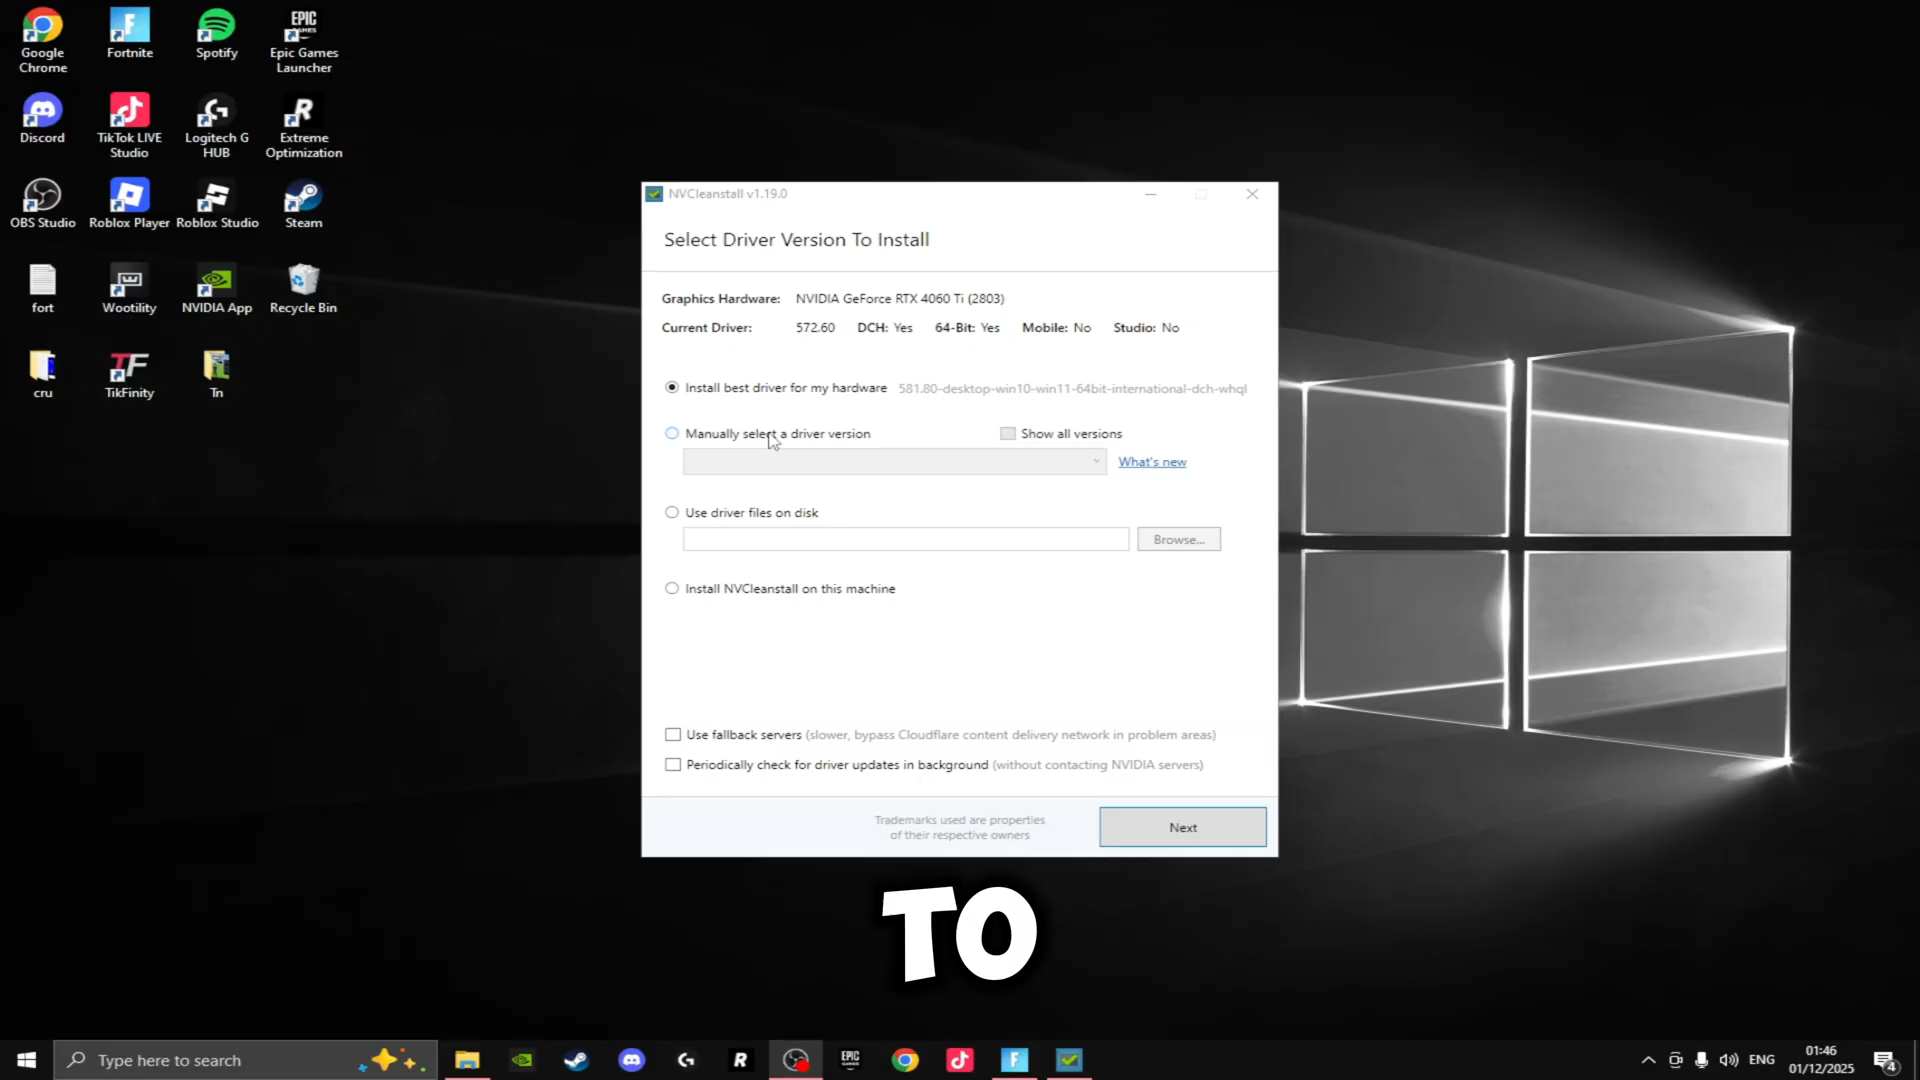 Google Chrome
Fortnite
Spotify
EPIC GAMES
Epic Games Launcher
Discord
TikTok LIVE Studio
Logitech G HUB
Extreme Optimization
OBS Studio
Roblox Player
Roblox Studio
Steam
fort
Wootility
NVIDIA App
Recycle Bin
cru
TF
TikFinity
Tn
NVCleanstall v1.19.0
Select Driver Version To Install
Graphics Hardware: NVIDIA GeForce RTX 4060 Ti (2803)
Current Driver: 572.60 DCH: Yes 64-Bit: Yes Mobile: No Studio: No
Install best driver for my hardware 581.80-desktop-win10-win11-64bit-international-dch-whql
Manually select a driver version Show all versions
What's new
Use driver files on disk
Browse...
Install NVCleanstall on this machine
Use fallback servers (slower, bypass Cloudflare content delivery network in problem areas)
Periodically check for driver updates in background (without contacting NVIDIA servers)
Trademarks used are properties
of their respective owners
Next
TO
Type here to search
EPIC
ENG
01:46
01/12/2025
4